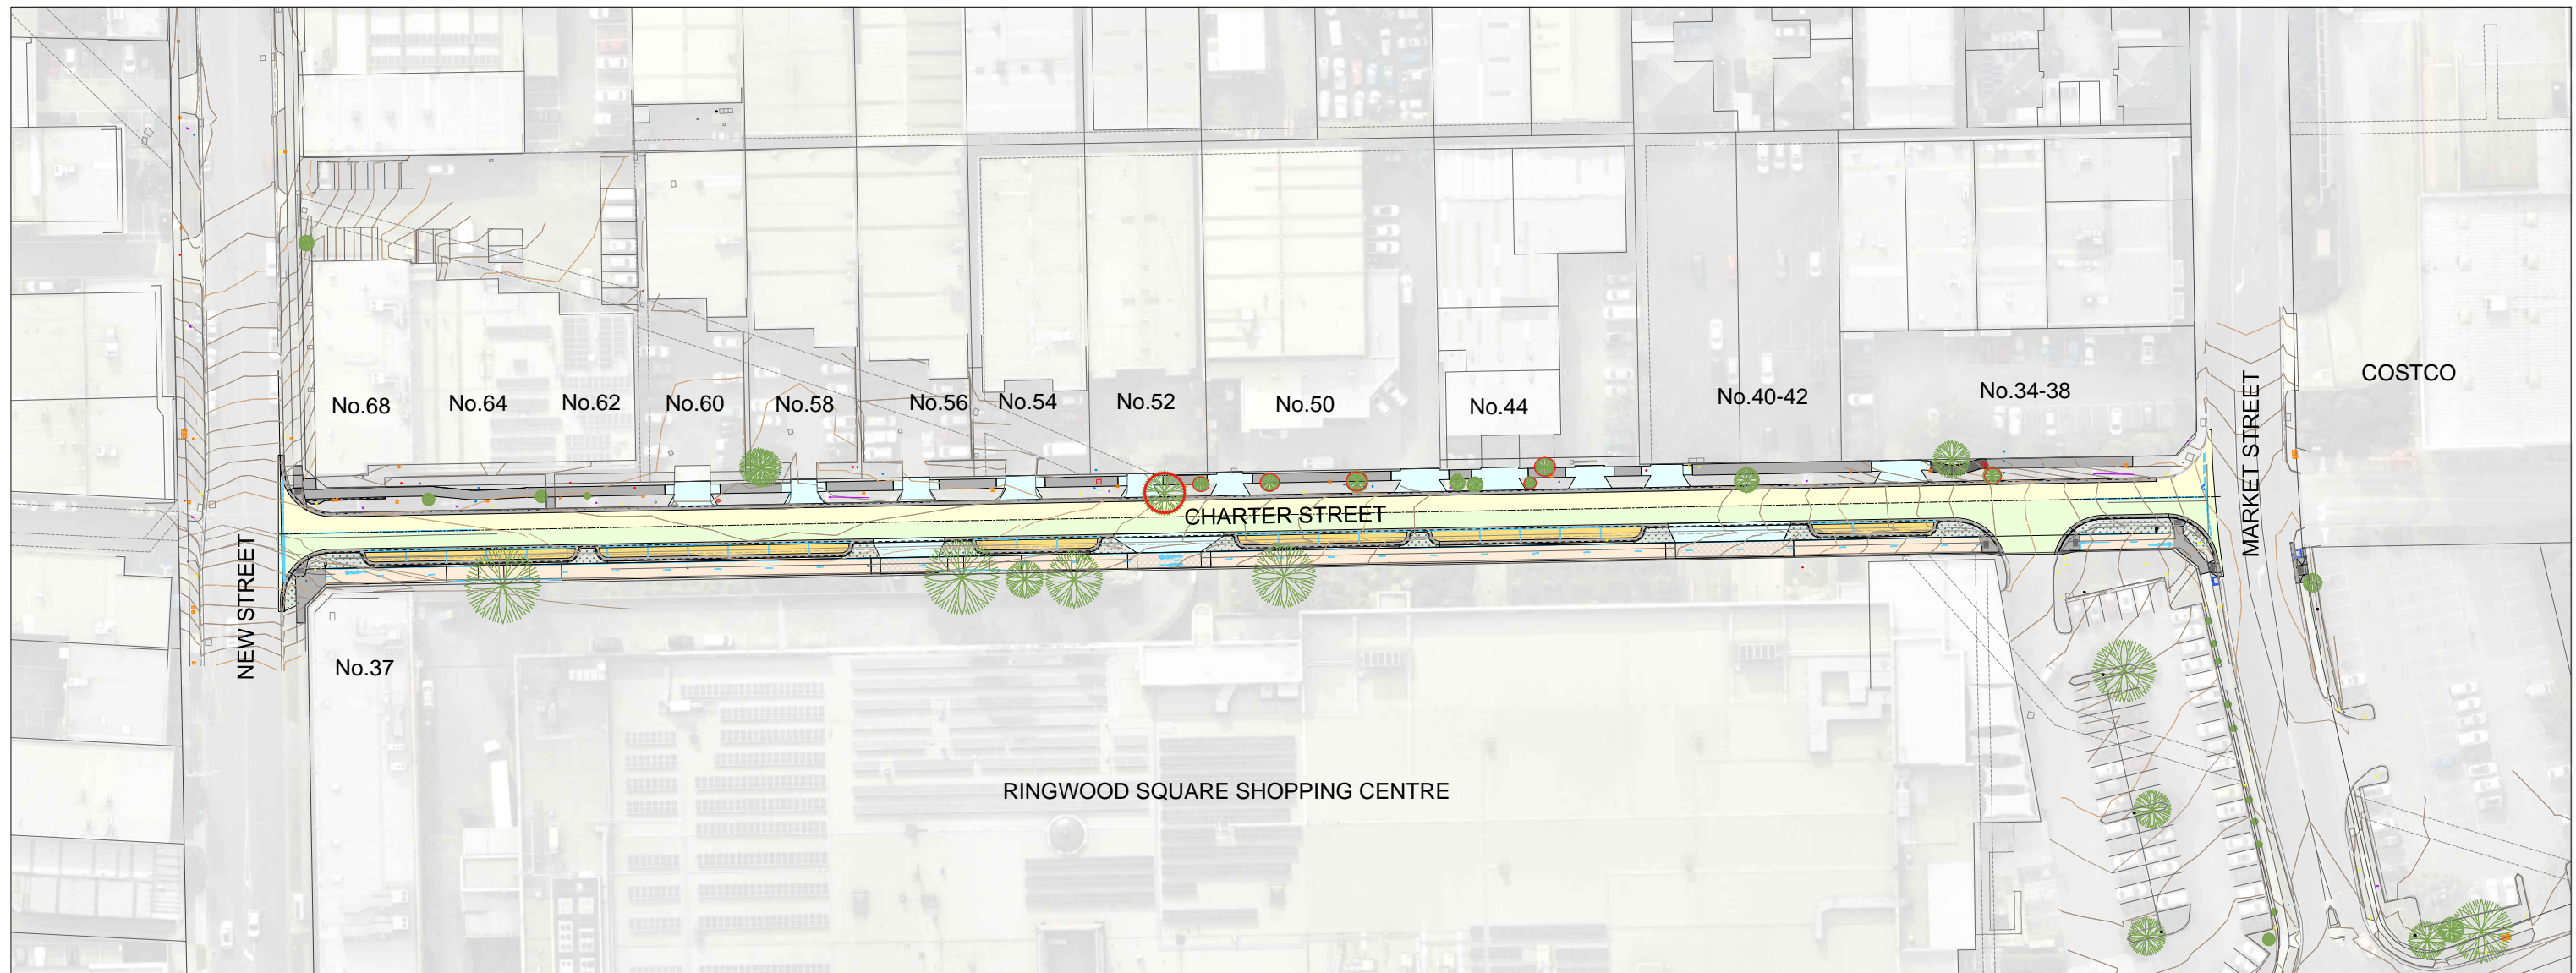 COSTCO
No.68
No.64
No.62
No.60
No.58
No.56
No.54
No.52
No.50
No.44
No.40-42
No.34-38
MARKET STREET
CHARTER STREET
NEW STREET
No.37
RINGWOOD SQUARE SHOPPING CENTRE